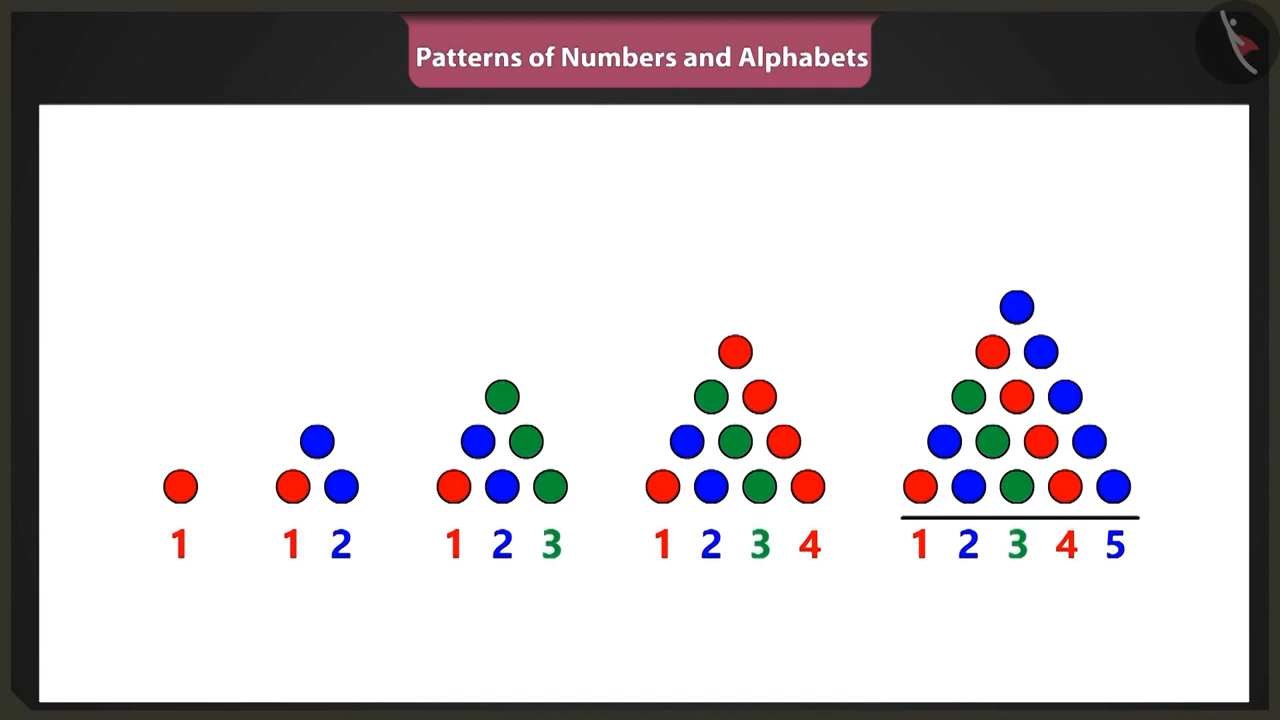 Patterns of Numbers and Alphabets
1 1 2 1 2 3 1 2 3 4 1 2 3 4 5